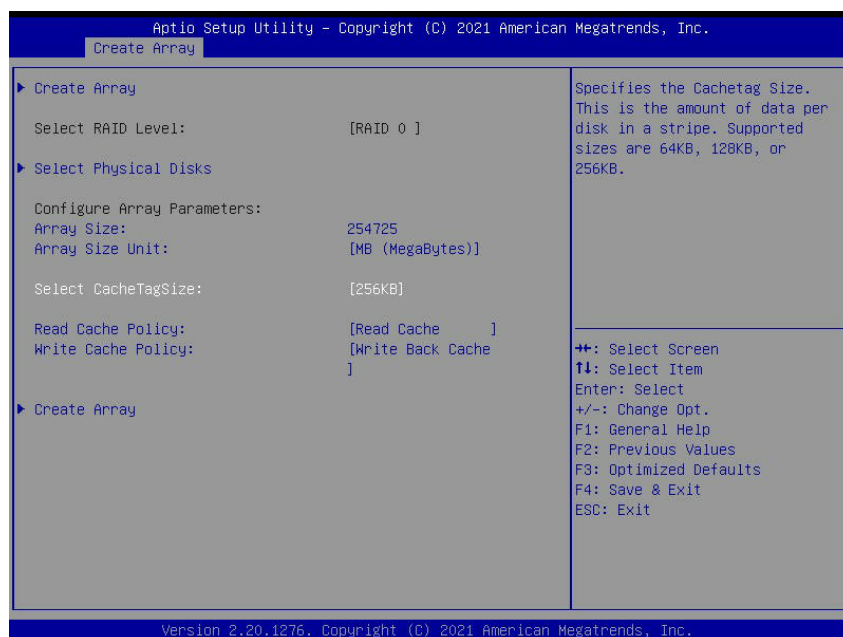 Aptio Setup Utility – Copyright (C) 2021 American Megatrends, Inc.
Create Array
Create Array
Select RAID Level: [RAID 0 ]
Select Physical Disks
Configure Array Parameters:
Array Size: 254725
Array Size Unit: [MB (MegaBytes)]
Select CacheTagSize: [256KB]
Read Cache Policy: [Read Cache ]
Write Cache Policy: [Write Back Cache
]
Create Array
Specifies the Cachetag Size.
This is the amount of data per
disk in a stripe. Supported
sizes are 64KB, 128KB, or
256KB.
→←: Select Screen
↑↓: Select Item
Enter: Select
+/-: Change Opt.
F1: General Help
F2: Previous Values
F3: Optimized Defaults
F4: Save & Exit
ESC: Exit
Version 2.20.1276. Copyright (C) 2021 American Megatrends, Inc.